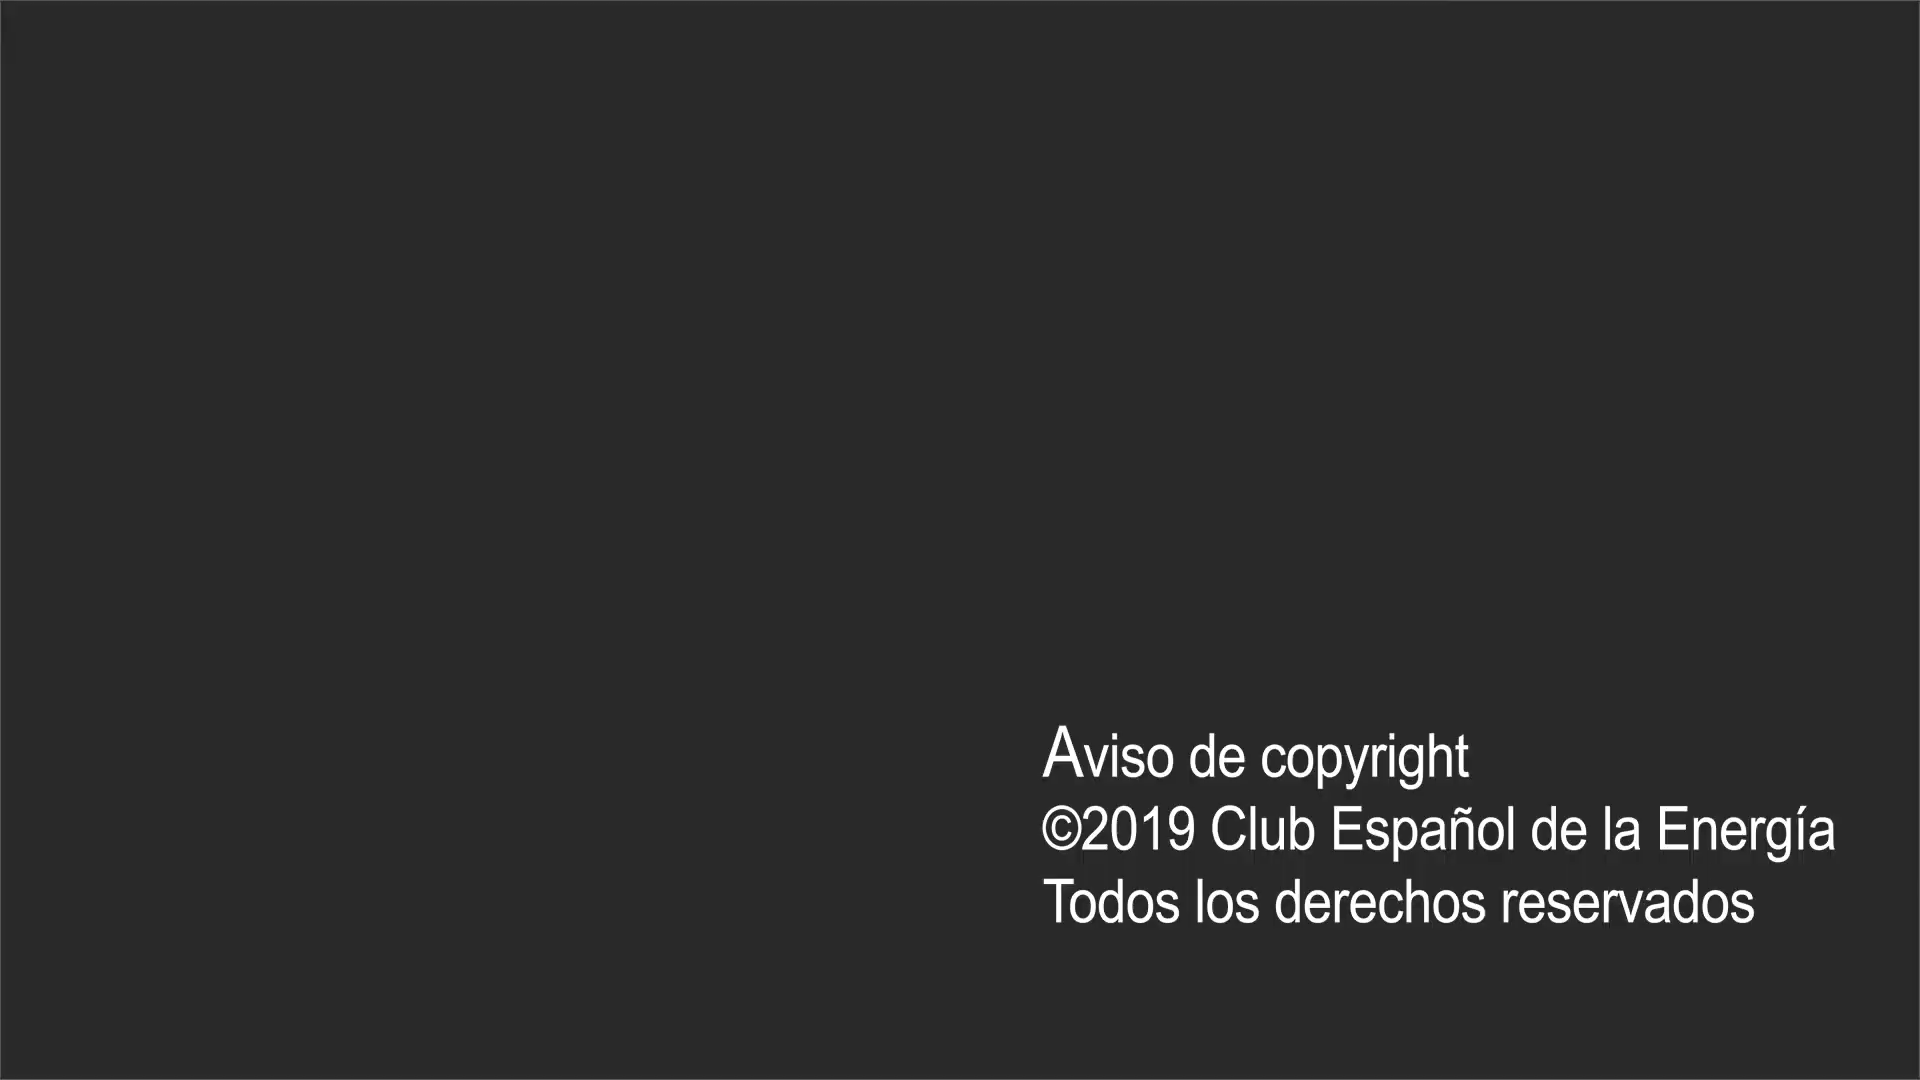 Aviso de copyright
©2019 Club Español de la Energía
Todos los derechos reservados